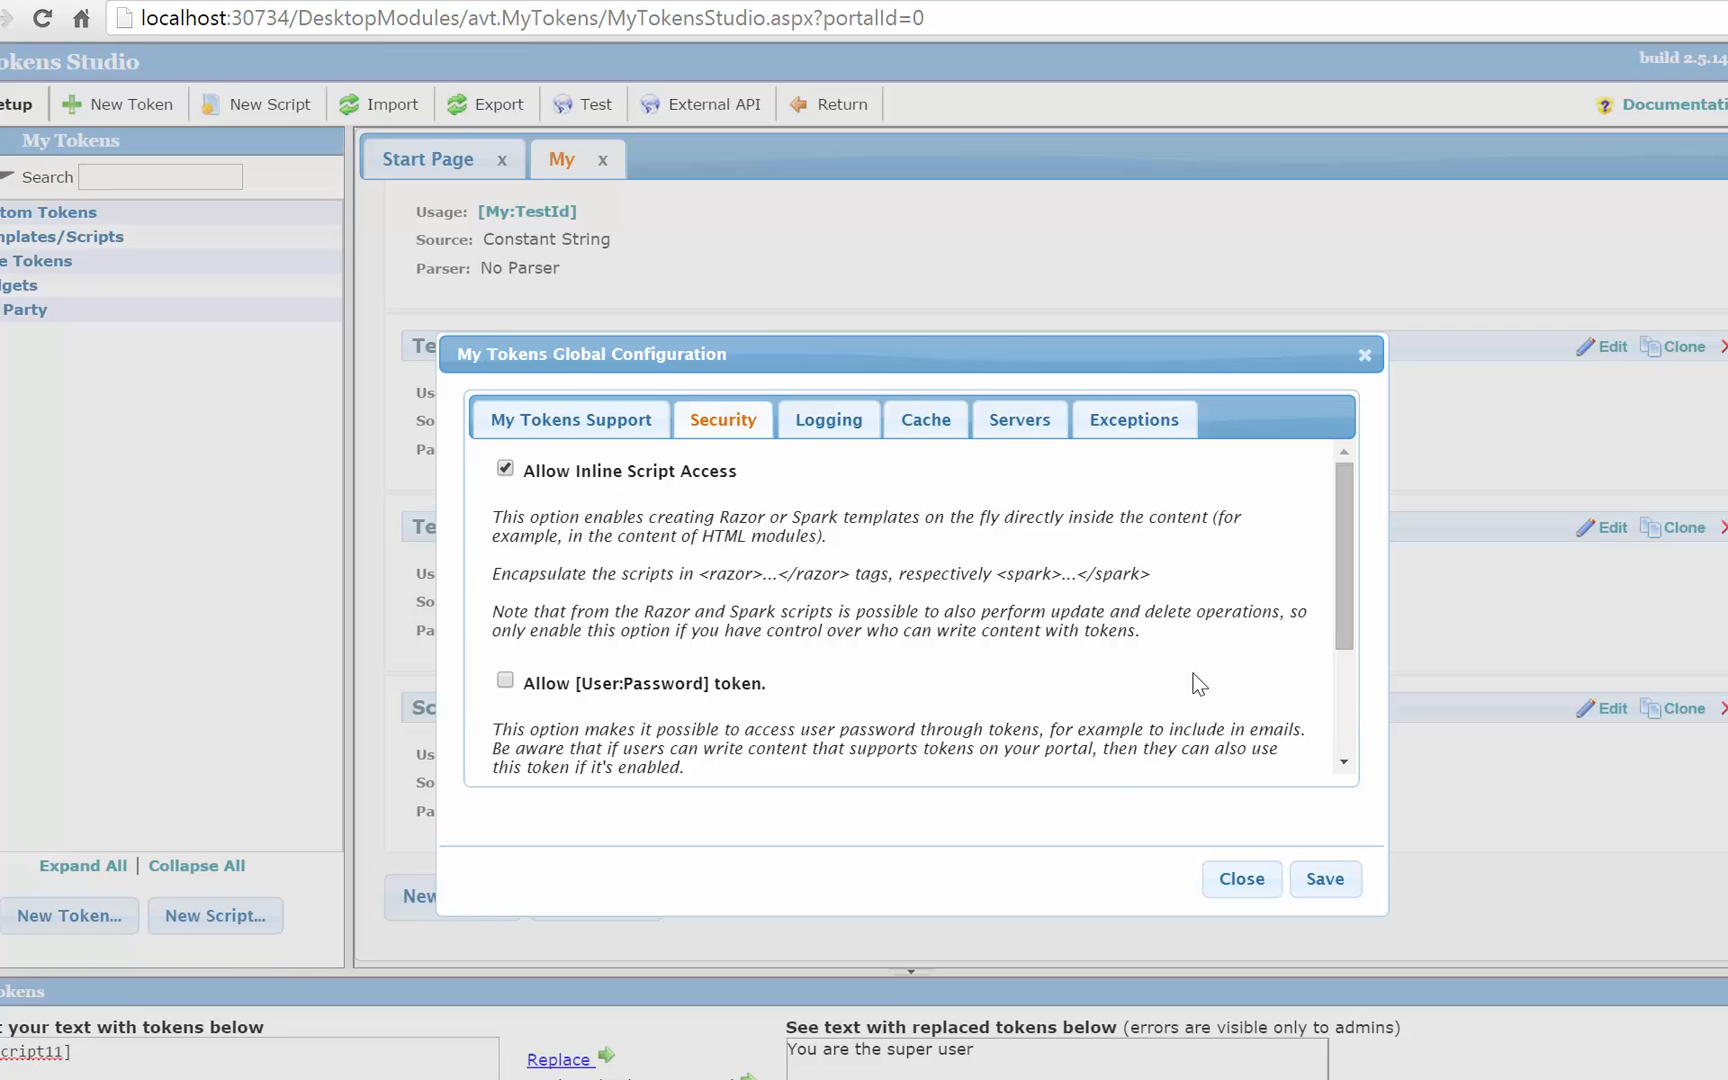 localhost:30734/DesktopModules/avt.MyTokens/MyTokensStudio.aspx?portalId=0
okens Studio
build 2.5.14
etup
New Token
New Script
Import
Export
Test
External API
Return
Documentati
My Tokens
Start Page x
My x
Search
tom Tokens
nplates/Scripts
e Tokens
dgets
Party
Usage: [My:TestId]
Source: Constant String
Parser: No Parser
Te
Edit Clone
Us
So
Pa
Te
Edit Clone
Us
So
Pa
Sc
Edit Clone
Us
So
Pa
New
My Tokens Global Configuration
My Tokens Support
Security
Logging
Cache
Servers
Exceptions
Allow Inline Script Access
This option enables creating Razor or Spark templates on the fly directly inside the content (for
example, in the content of HTML modules).
Encapsulate the scripts in <razor>...</razor> tags, respectively <spark>...</spark>
Note that from the Razor and Spark scripts is possible to also perform update and delete operations, so
only enable this option if you have control over who can write content with tokens.
Allow [User:Password] token.
This option makes it possible to access user password through tokens, for example to include in emails.
Be aware that if users can write content that supports tokens on your portal, then they can also use
this token if it's enabled.
Close
Save
Expand All | Collapse All
New Token...
New Script...
okens
t your text with tokens below
cript11]
Replace
See text with replaced tokens below (errors are visible only to admins)
You are the super user